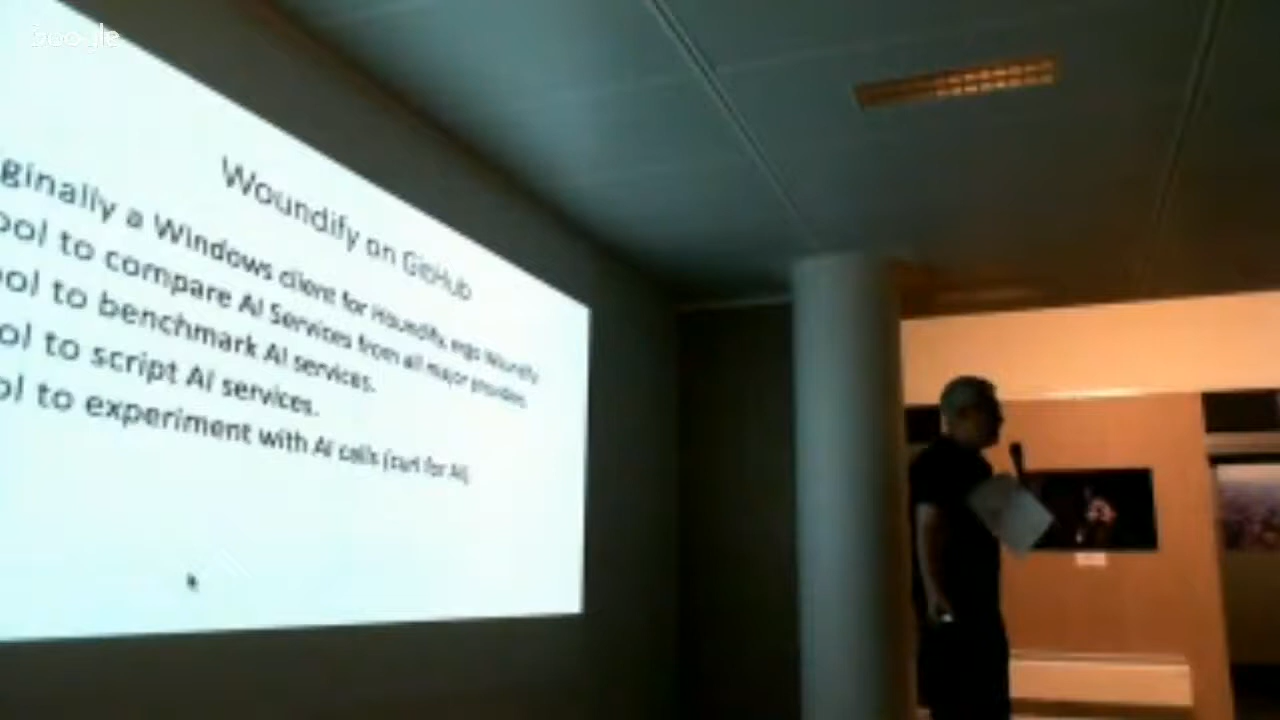 Google
Woundify on GitHub
ginally a Windows client for Houndify, ergo Woundify
ool to compare AI Services from all major providers
ool to benchmark AI services.
ol to script AI services.
ol to experiment with AI calls (curl for AI)